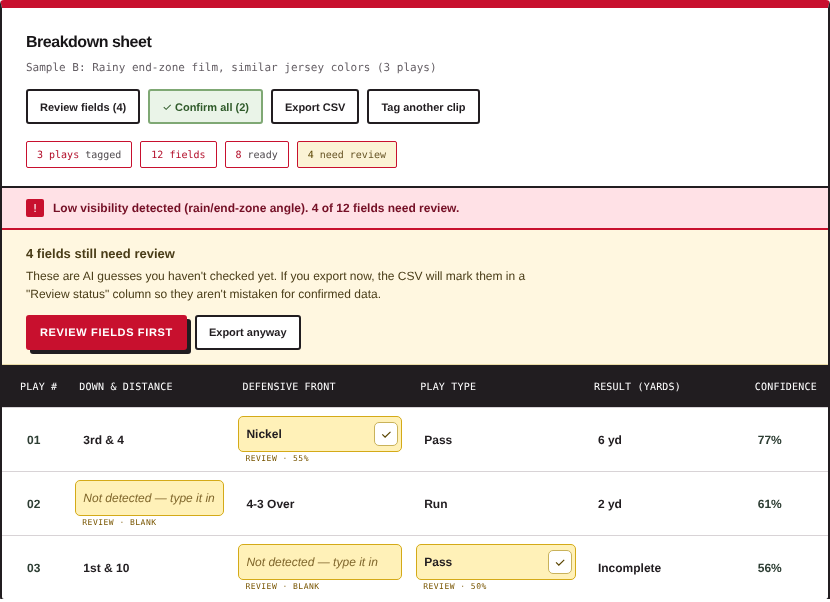 Breakdown sheet
Sample B: Rainy end-zone film, similar jersey colors (3 plays)
Review fields (4) ✓ Confirm all (2) Export CSV Tag another clip
3 plays tagged 12 fields 8 ready 4 need review
! Low visibility detected (rain/end-zone angle). 4 of 12 fields need review.
4 fields still need review
These are AI guesses you haven't checked yet. If you export now, the CSV will mark them in a
"Review status" column so they aren't mistaken for confirmed data.
REVIEW FIELDS FIRST Export anyway
PLAY # DOWN & DISTANCE DEFENSIVE FRONT PLAY TYPE RESULT (YARDS) CONFIDENCE
01 3rd & 4 Nickel ✓ Pass 6 yd 77%
REVIEW · 55%
02 Not detected — type it in 4-3 Over Run 2 yd 61%
REVIEW · BLANK
03 1st & 10 Not detected — type it in Pass ✓ Incomplete 56%
REVIEW · BLANK REVIEW · 50%